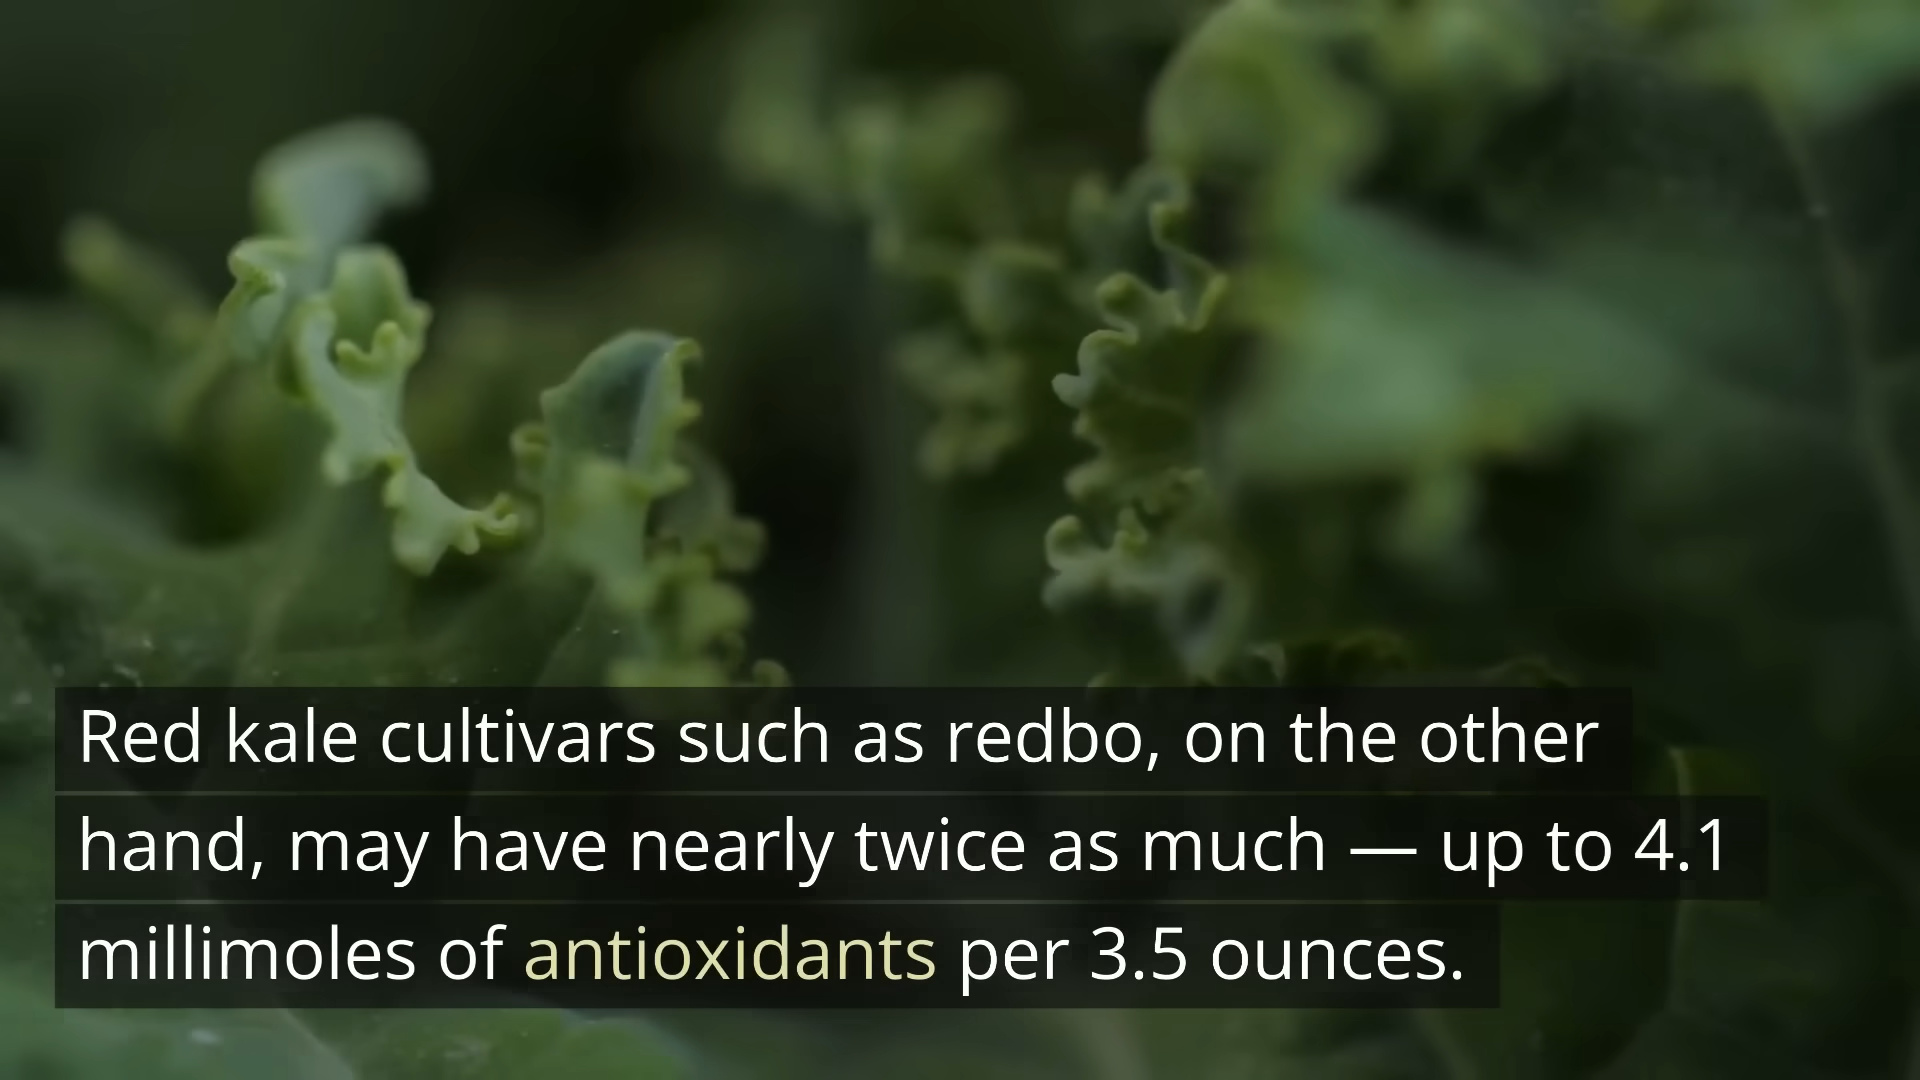 Red kale cultivars such as redbo, on the other
hand, may have nearly twice as much — up to 4.1
millimoles of antioxidants per 3.5 ounces.